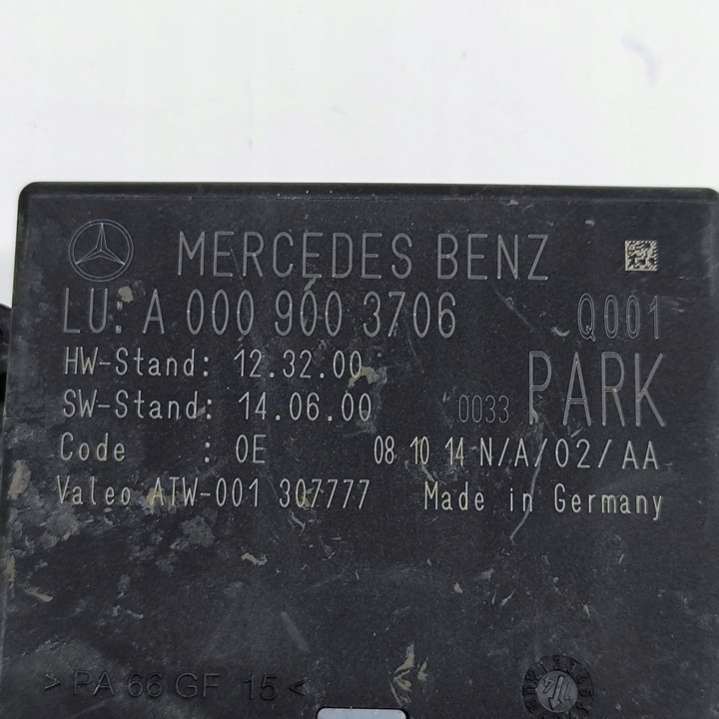 MERCEDES BENZ
LU: A 000 900 3706 Q001
HW-Stand: 12.32.00
SW-Stand: 14.06.00 0033 PARK
Code : 0E 08 10 14 N/A/02/AA
Valeo ATW-001 307777 Made in Germany
> PA 66 GF 15 <